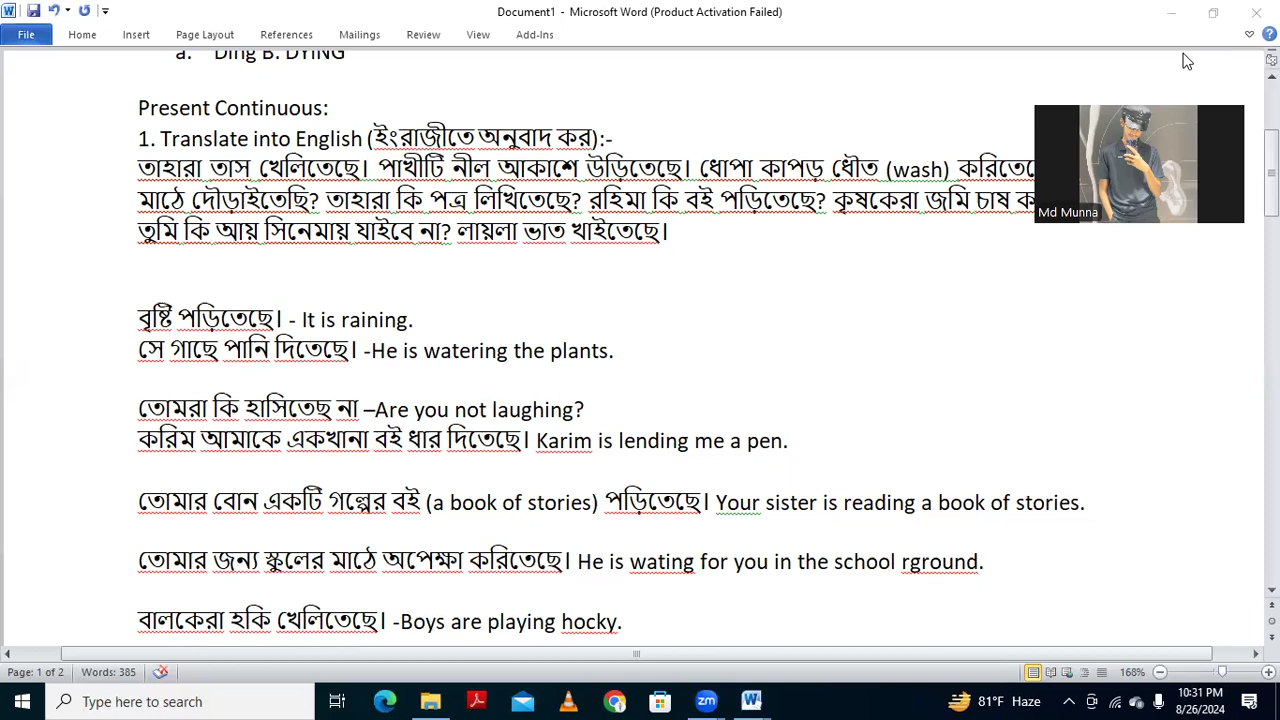 Document1 - Microsoft Word (Product Activation Failed)
File Home Insert Page Layout References Mailings Review View Add-Ins
a. Ding B. DYING
Present Continuous:
1. Translate into English (ইংরাজীতে অনুবাদ কর):-
তাহারা তাস খেলিতেছে। পাখীটি নীল আকাশে উড়িতেছে। ধোপা কাপড় ধৌত (wash)
মাঠে দৌড়াইতেছি? তাহারা কি পত্র লিখিতেছে? রহিমা কি বই পড়িতেছে? কৃষকেরা জমি চাষ
তুমি কি আয় সিনেমায় যাইবে না? লায়লা ভাত খাইতেছে।
Md Munna
বৃষ্টি পড়িতেছে। - It is raining.
সে গাছে পানি দিতেছে। -He is watering the plants.
তোমরা কি হাসিতেছ না –Are you not laughing?
করিম আমাকে একখানা বই ধার দিতেছে। Karim is lending me a pen.
তোমার বোন একটি গল্পের বই (a book of stories) পড়িতেছে। Your sister is reading a book of stories.
তোমার জন্য স্কুলের মাঠে অপেক্ষা করিতেছে। He is wating for you in the school rground.
বালকেরা হকি খেলিতেছে। -Boys are playing hocky.
Page: 1 of 2 Words: 385 168%
Type here to search 81°F Haze 10:31 PM
8/26/2024